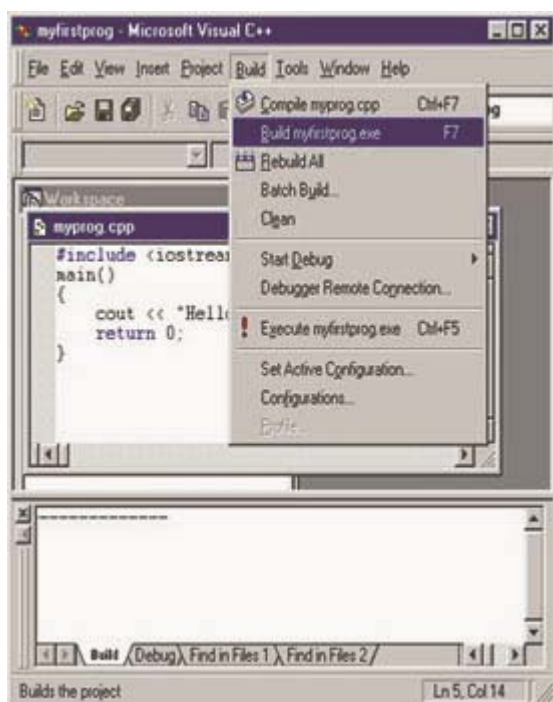 myfirstprog - Microsoft Visual C++
File Edit View Insert Project Build Tools Window Help
Compile myprog.cpp Ctrl+F7
Build myfirstprog.exe F7
Rebuild All
Batch Build...
Clean
Start Debug
Debugger Remote Connection...
Execute myfirstprog.exe Ctrl+F5
Set Active Configuration...
Configurations...
Profile...
Workspace
myprog.cpp
#include <iostrea
main()
{
cout << "Hell
return 0;
}
-------------
Build Debug Find in Files 1 Find in Files 2
Builds the project Ln 5, Col 14